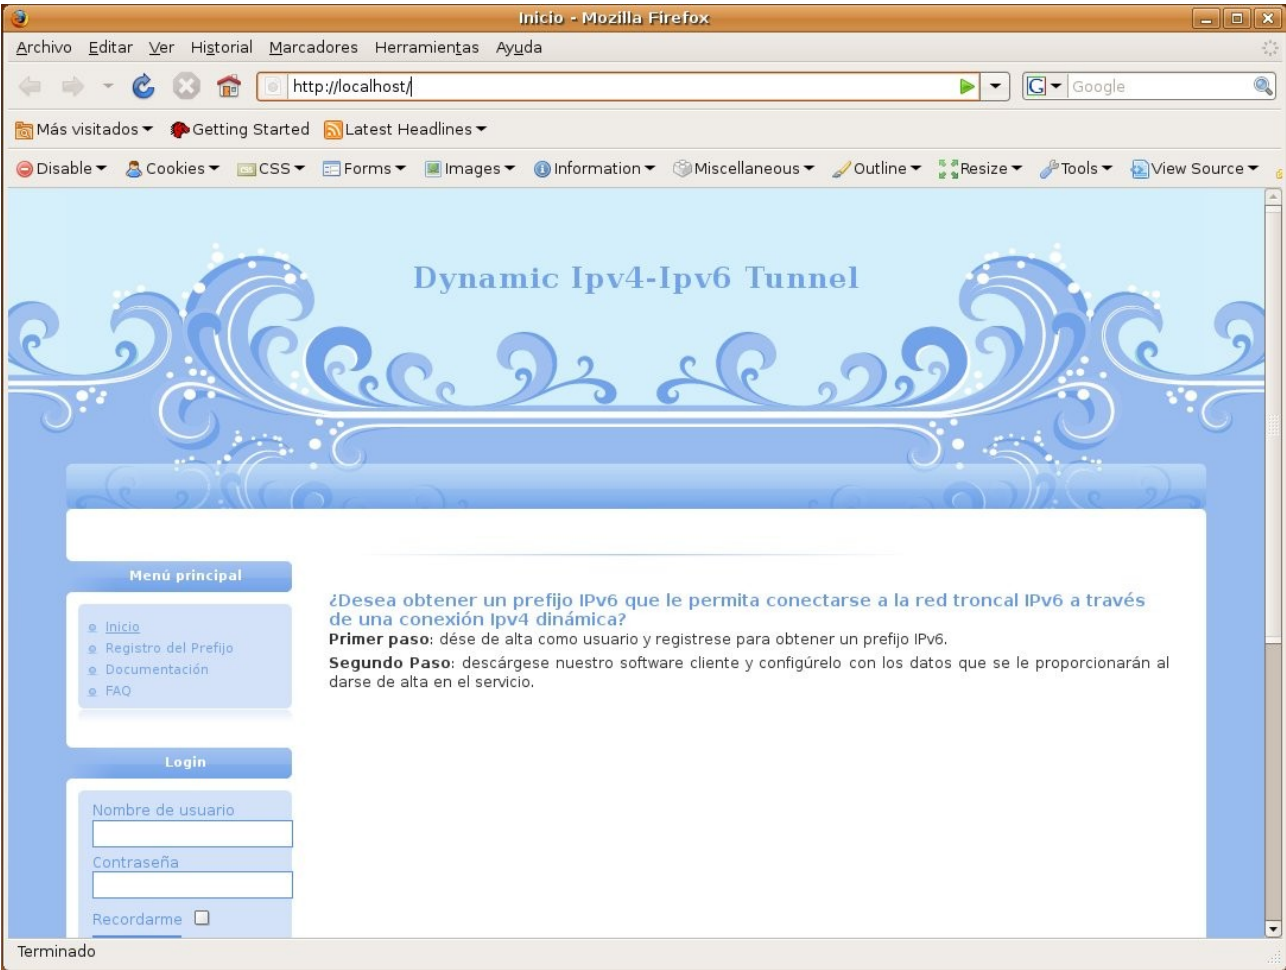 Inicio - Mozilla Firefox
Archivo Editar Ver Historial Marcadores Herramientas Ayuda
http://localhost/
G Google
Más visitados Getting Started Latest Headlines
Disable Cookies CSS Forms Images Information Miscellaneous Outline Resize Tools View Source
Dynamic Ipv4-Ipv6 Tunnel
Menú principal
Inicio
Registro del Prefijo
Documentación
FAQ
Login
Nombre de usuario
Contraseña
Recordarme
¿Desea obtener un prefijo IPv6 que le permita conectarse a la red troncal IPv6 a través
de una conexión Ipv4 dinámica?
Primer paso: dése de alta como usuario y registrese para obtener un prefijo IPv6.
Segundo Paso: descárgese nuestro software cliente y configúrelo con los datos que se le proporcionarán al
darse de alta en el servicio.
Terminado